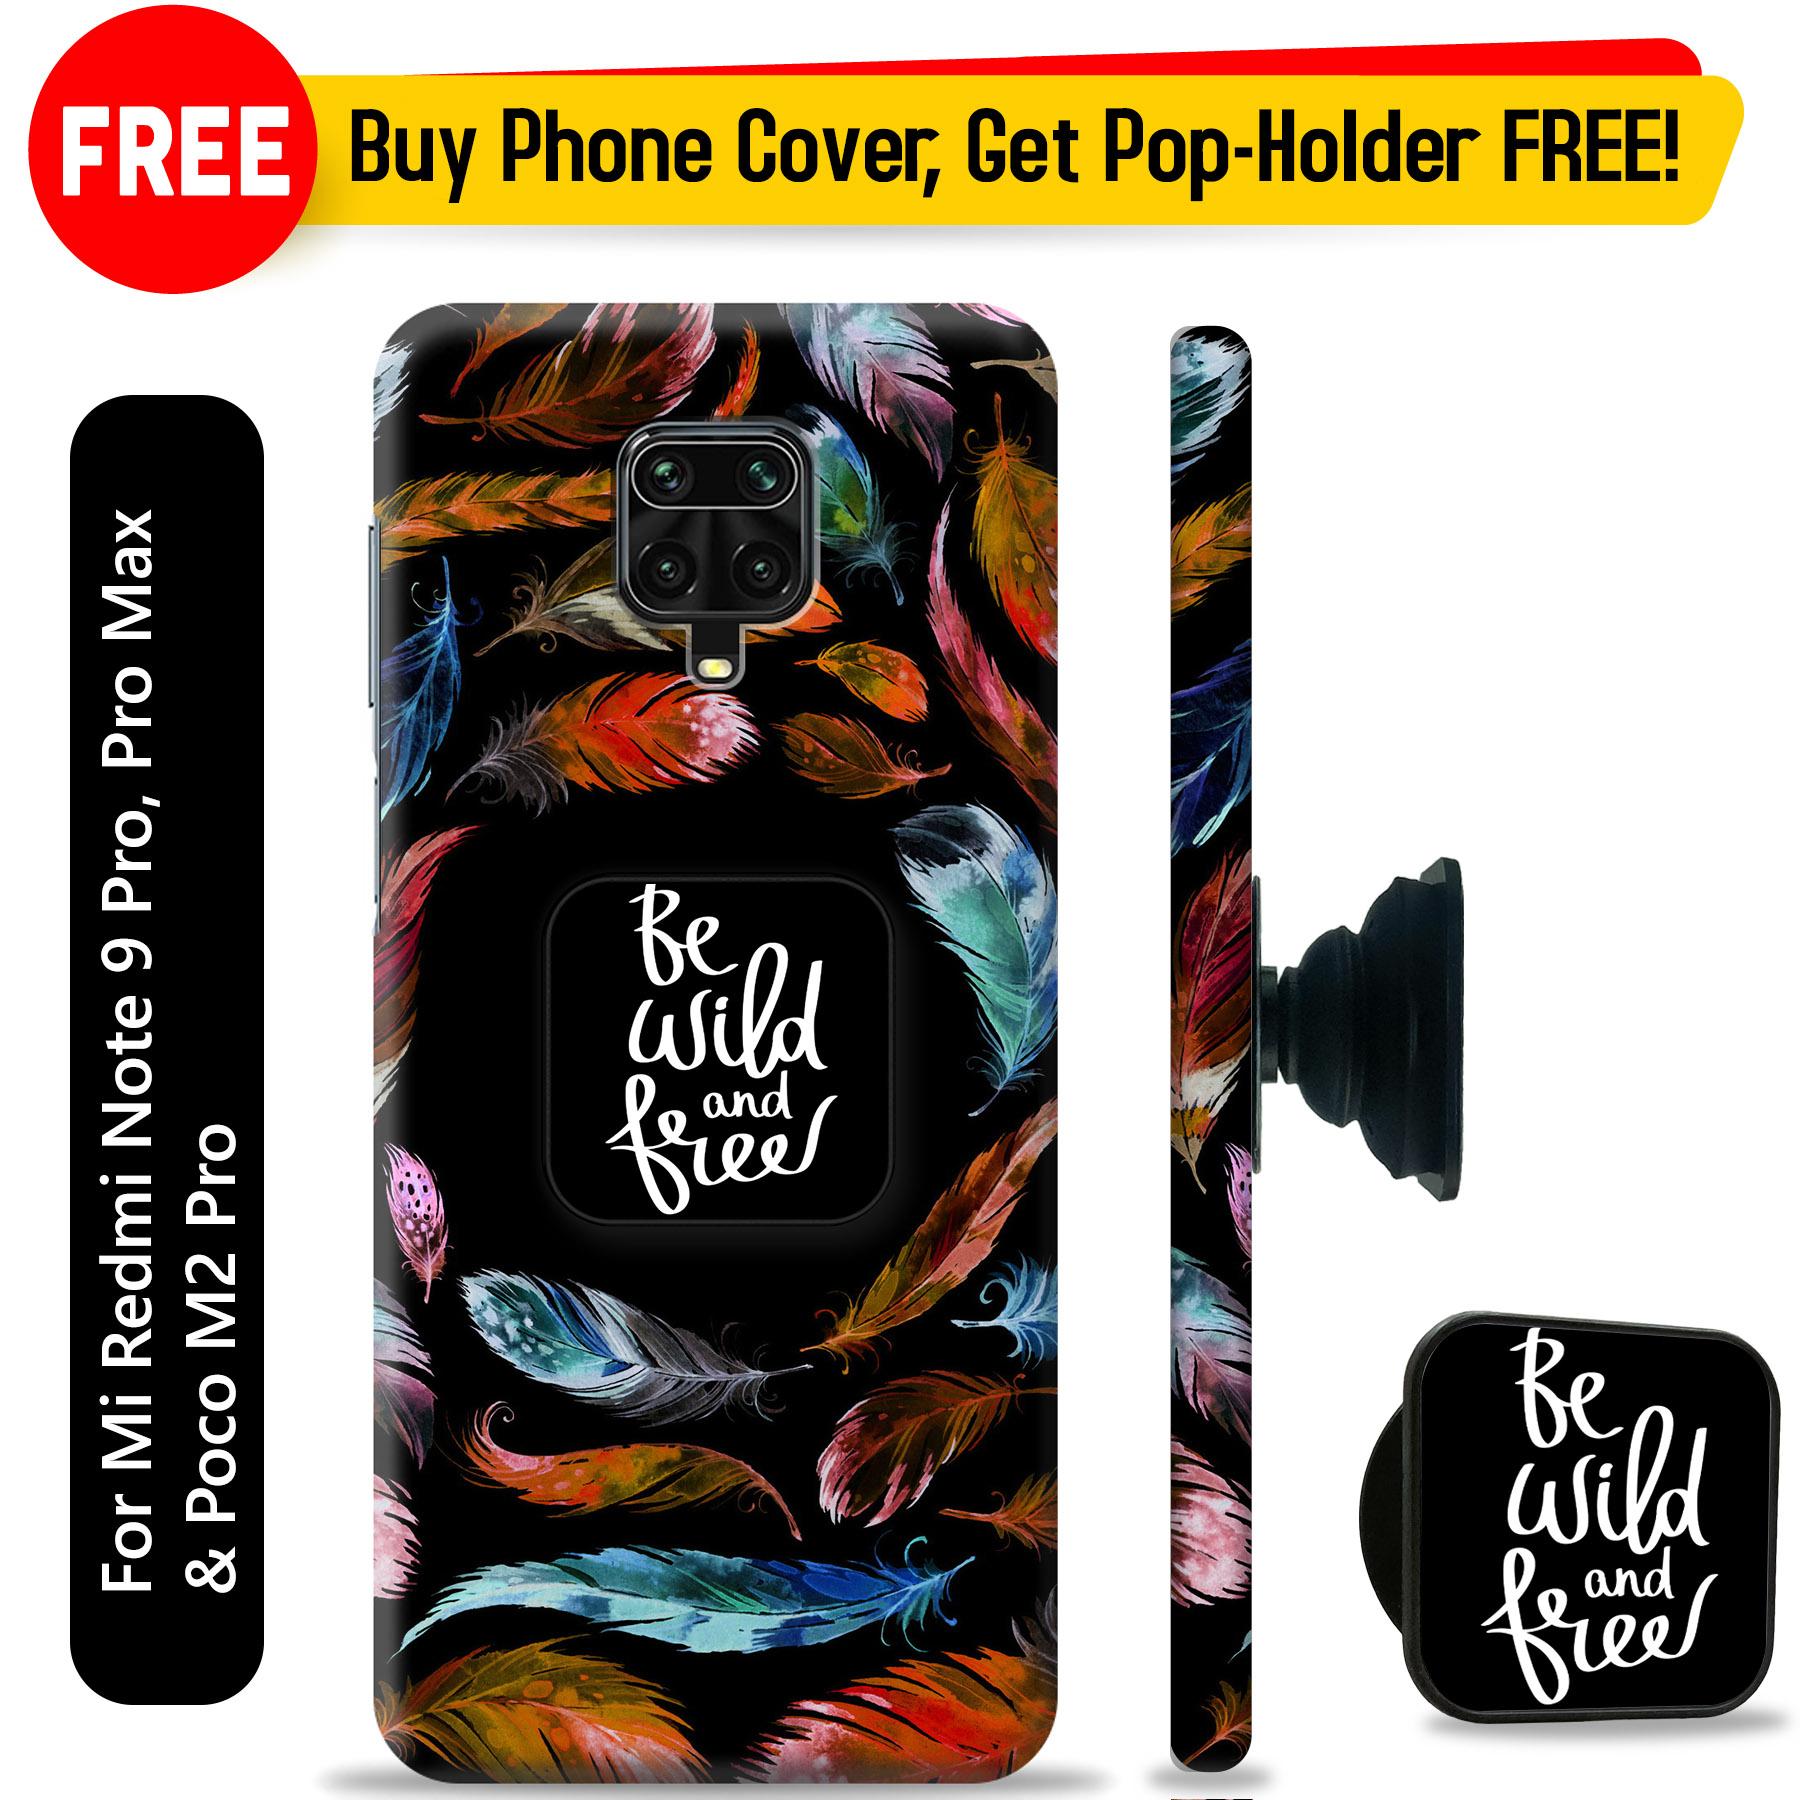 FREE
Buy Phone Cover, Get Pop-Holder FREE!
For Mi Redmi Note 9 Pro, Pro Max
& Poco M2 Pro
Be
wild
and
free
Be
wild
and
free